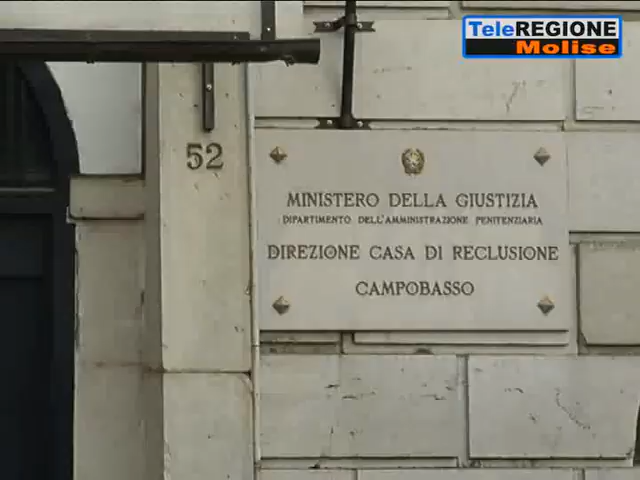 TeleREGIONE
Molise
52
MINISTERO DELLA GIUSTIZIA
DIPARTIMENTO DELL'AMMINISTRAZIONE PENITENZIARIA
DIREZIONE CASA DI RECLUSIONE
CAMPOBASSO